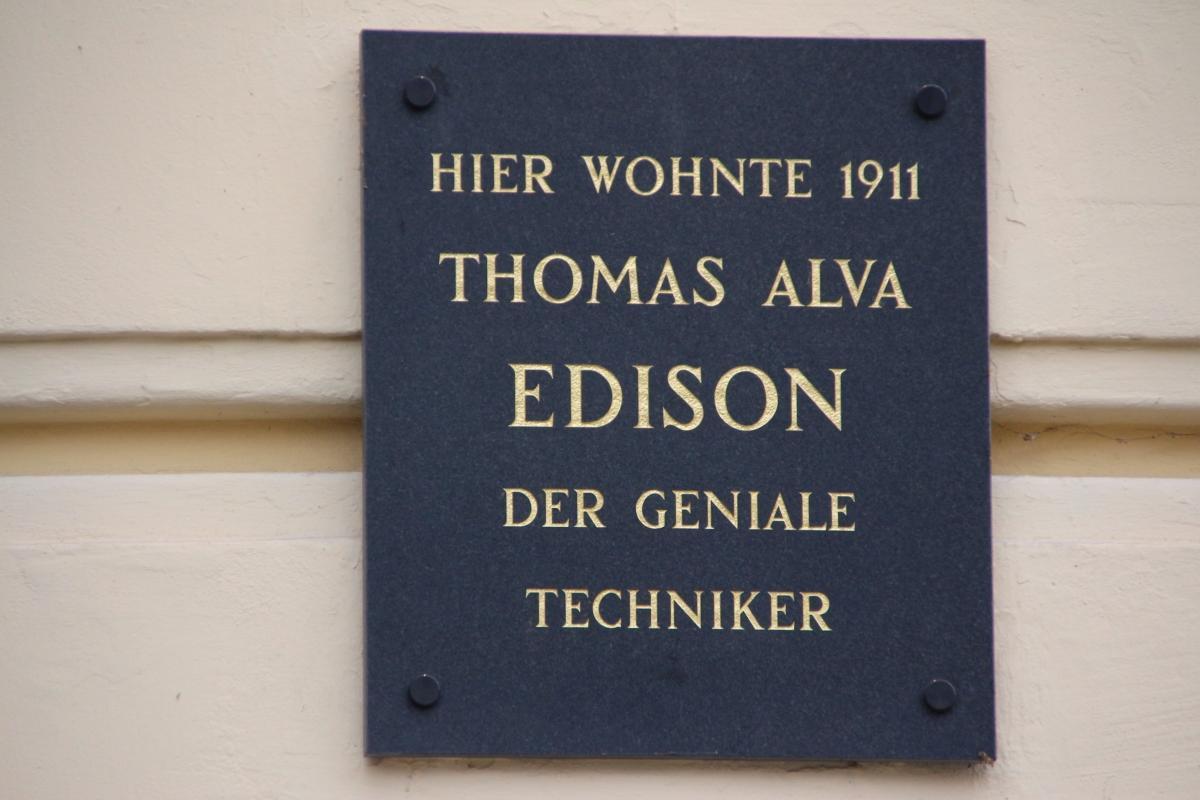 HIER WOHNTE 1911
THOMAS ALVA
EDISON
DER GENIALE
TECHNIKER